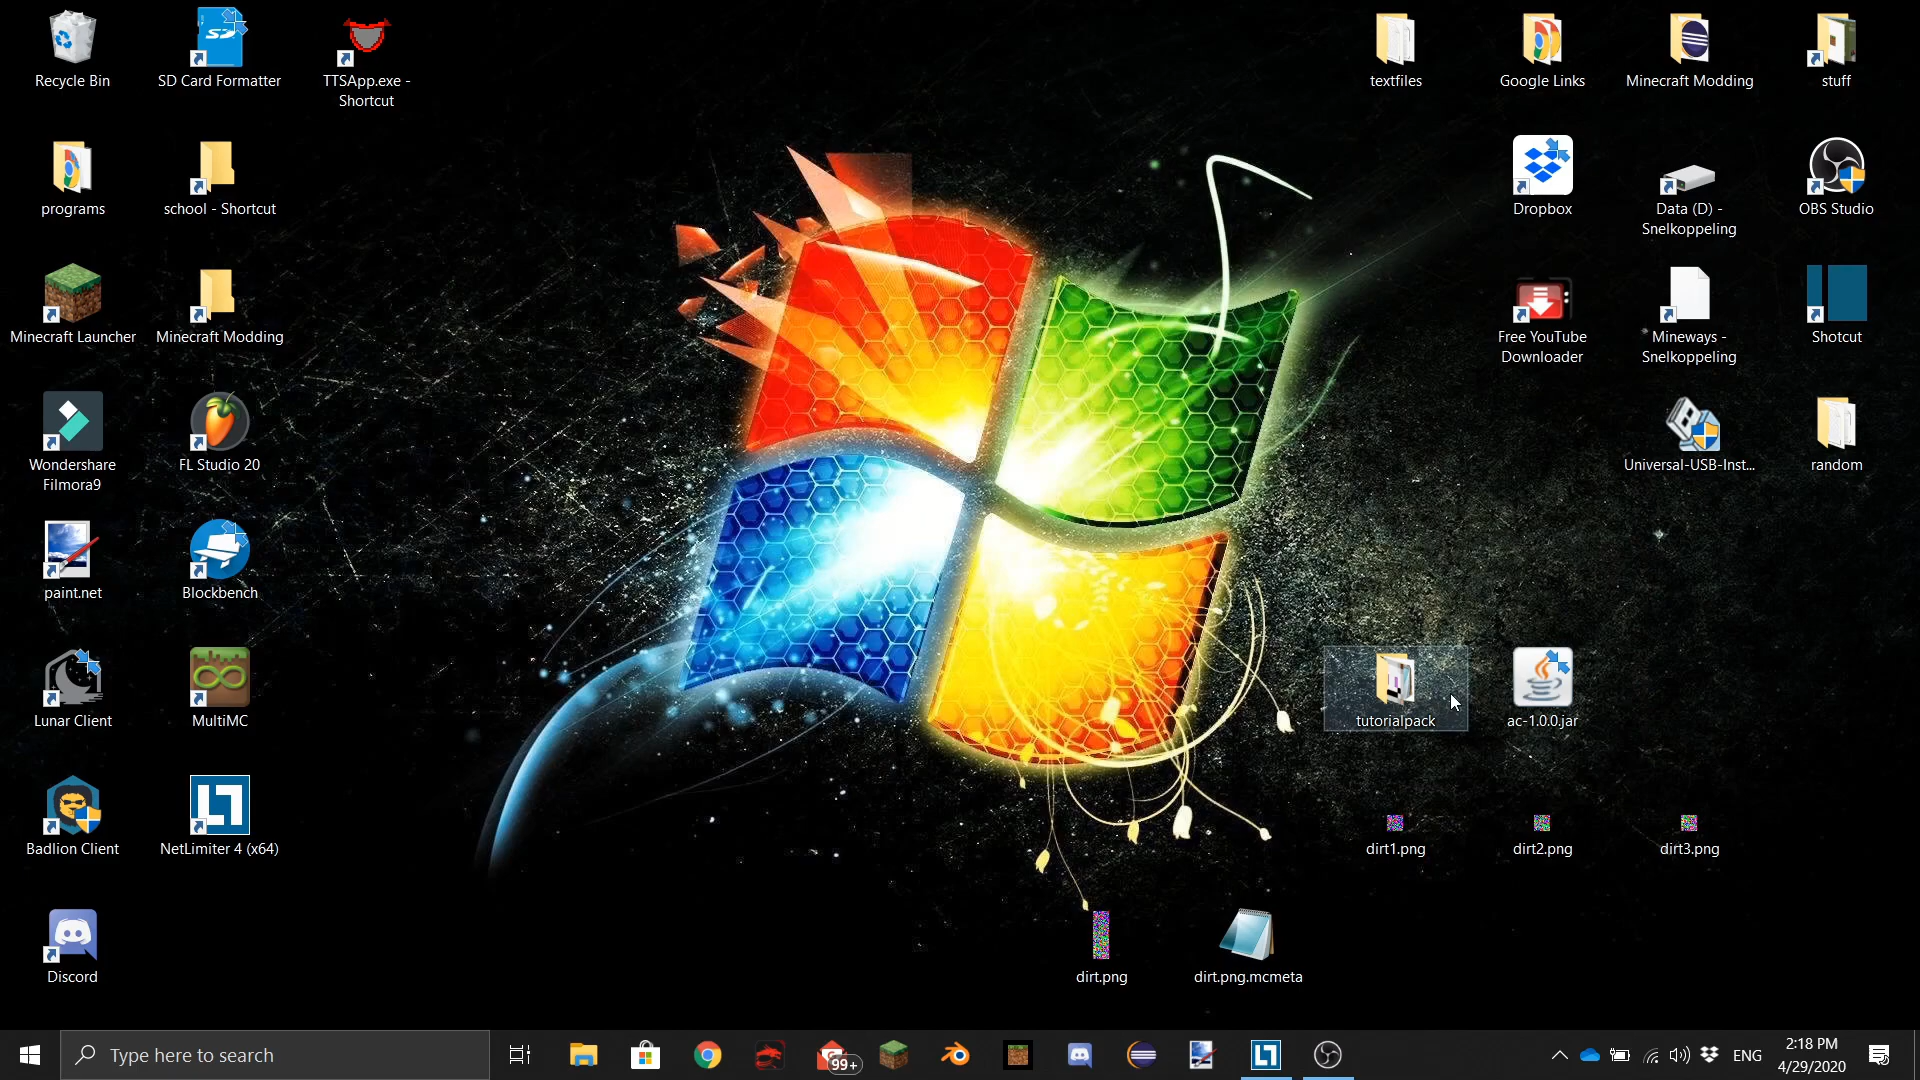 Recycle Bin
SD Card Formatter
TTSApp.exe -
Shortcut
textfiles
Google Links
Minecraft Modding
stuff
programs
school - Shortcut
Dropbox
Data (D) -
Snelkoppeling
OBS Studio
Minecraft Launcher
Minecraft Modding
Free YouTube
Downloader
Mineways -
Snelkoppeling
Shotcut
Wondershare
Filmora9
FL Studio 20
Universal-USB-Inst...
random
paint.net
Blockbench
Lunar Client
MultiMC
tutorialpack
ac-1.0.0.jar
Badlion Client
NetLimiter 4 (x64)
dirt1.png
dirt2.png
dirt3.png
Discord
dirt.png
dirt.png.mcmeta
Type here to search
99+
ENG
2:18 PM
4/29/2020